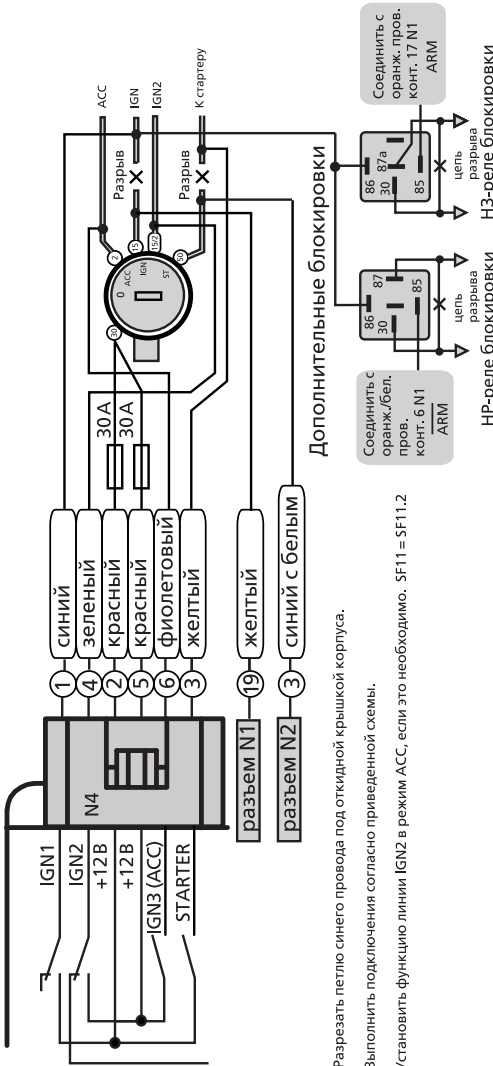 IGN1
IGN2
+12 В
+12 В
IGN3 (ACC)
STARTER
N4
1
4
2
5
6
3
синий
зеленый
красный
красный
фиолетовый
желтый
30 А
30 А
30
0
ACC
IGN
ST
2
15
15/2
50
ACC
IGN
IGN2
К стартеру
Разрыв
Разрыв
разъем N1
19
желтый
разъем N2
3
синий с белым
Дополнительные блокировки
Соединить с
оранж./бел.
пров.
конт. 6 N1
ARM
86
30
87
85
цепь
разрыва
НР-реле блокировки
Соединить с
оранж. пров.
конт. 17 N1
ARM
86
30
87a
85
цепь
разрыва
НЗ-реле блокировки
Разрезать петлю синего провода под откидной крышкой корпуса.
Выполнить подключения согласно приведенной схемы.
Установить функцию линии IGN2 в режим ACC, если это необходимо. SF11= SF11.2